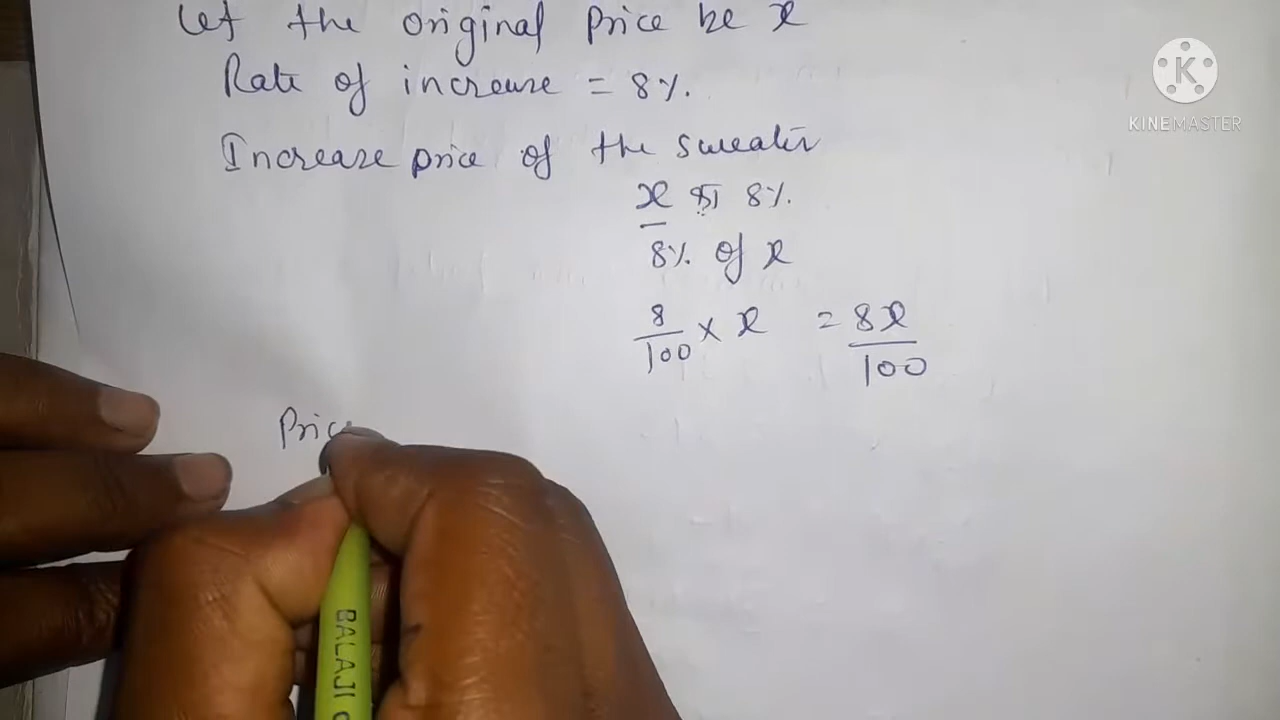 Let the original price be x
Rate of increase = 8%.
Increase price of the sweater
x का 8%.
8% of x
8/100 × x = 8x/100
Pric
BALAJI
K
KINEMASTER